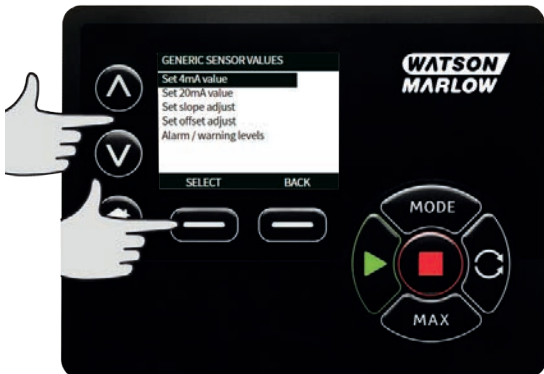 GENERIC SENSOR VALUES
Set 4mA value
Set 20mA value
Set slope adjust
Set offset adjust
Alarm / warning levels
SELECT BACK
WATSON
MARLOW
MODE
MAX